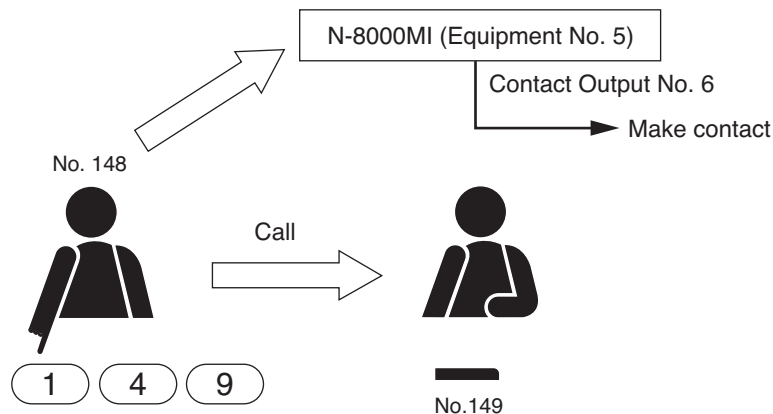 N-8000MI (Equipment No. 5)
Contact Output No. 6
Make contact
No. 148
Call
1 4 9
No.149